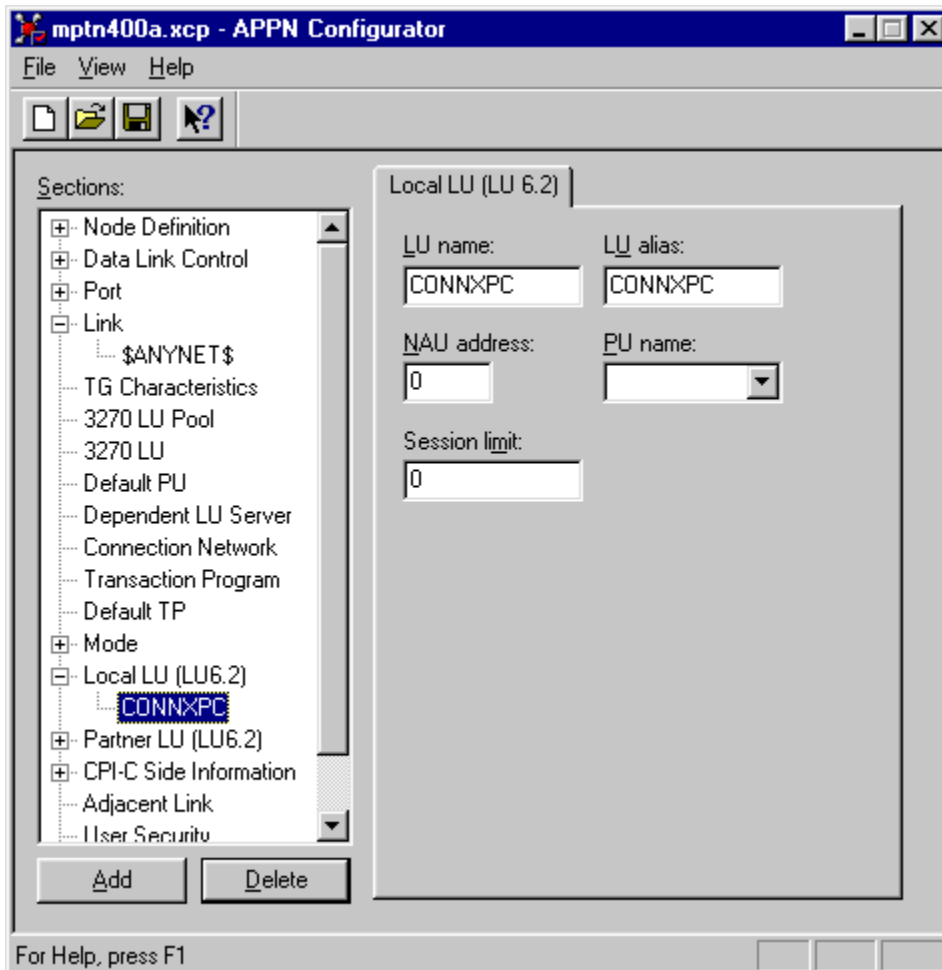 mptn400a.xcp - APPN Configurator
File View Help
Sections:
Node Definition
Data Link Control
Port
Link
$ANYNET$
TG Characteristics
3270 LU Pool
3270 LU
Default PU
Dependent LU Server
Connection Network
Transaction Program
Default TP
Mode
Local LU (LU6.2)
CONNXPC
Partner LU (LU6.2)
CPI-C Side Information
Adjacent Link
User Security
Add Delete
Local LU (LU 6.2)
LU name: LU alias:
CONNXPC CONNXPC
NAU address: PU name:
0
Session limit:
0
For Help, press F1